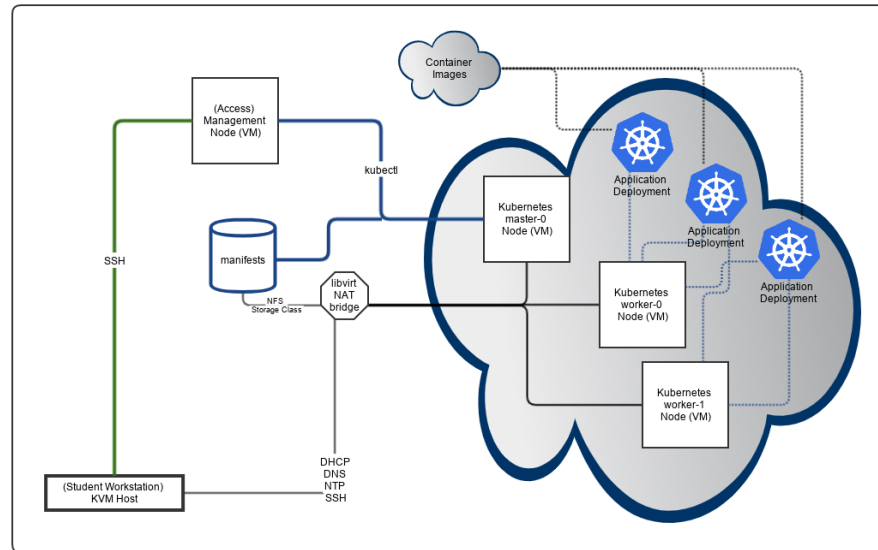 Container
Images
(Access)
Management
Node (VM)
kubectl
Application
Deployment
Kubernetes
master-0
Node (VM)
Application
Deployment
SSH
manifests
libvirt
NAT
bridge
NFS
Storage Class
Kubernetes
worker-0
Node (VM)
Application
Deployment
Kubernetes
worker-1
Node (VM)
DHCP
DNS
NTP
SSH
(Student Workstation)
KVM Host